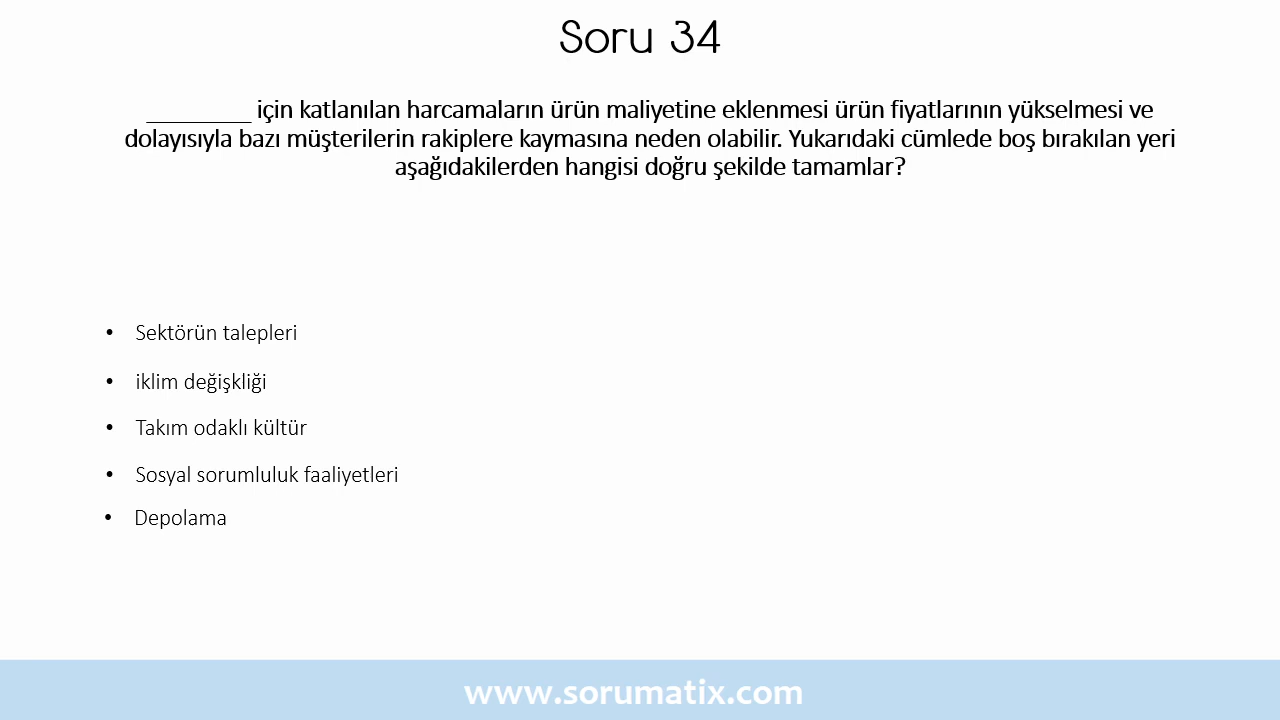 Soru 34
_________ için katlanılan harcamaların ürün maliyetine eklenmesi ürün fiyatlarının yükselmesi ve
dolayısıyla bazı müşterilerin rakiplere kaymasına neden olabilir. Yukarıdaki cümlede boş bırakılan yeri
aşağıdakilerden hangisi doğru şekilde tamamlar?
• Sektörün talepleri
• iklim değişkliği
• Takım odaklı kültür
• Sosyal sorumluluk faaliyetleri
• Depolama
www.sorumatix.com